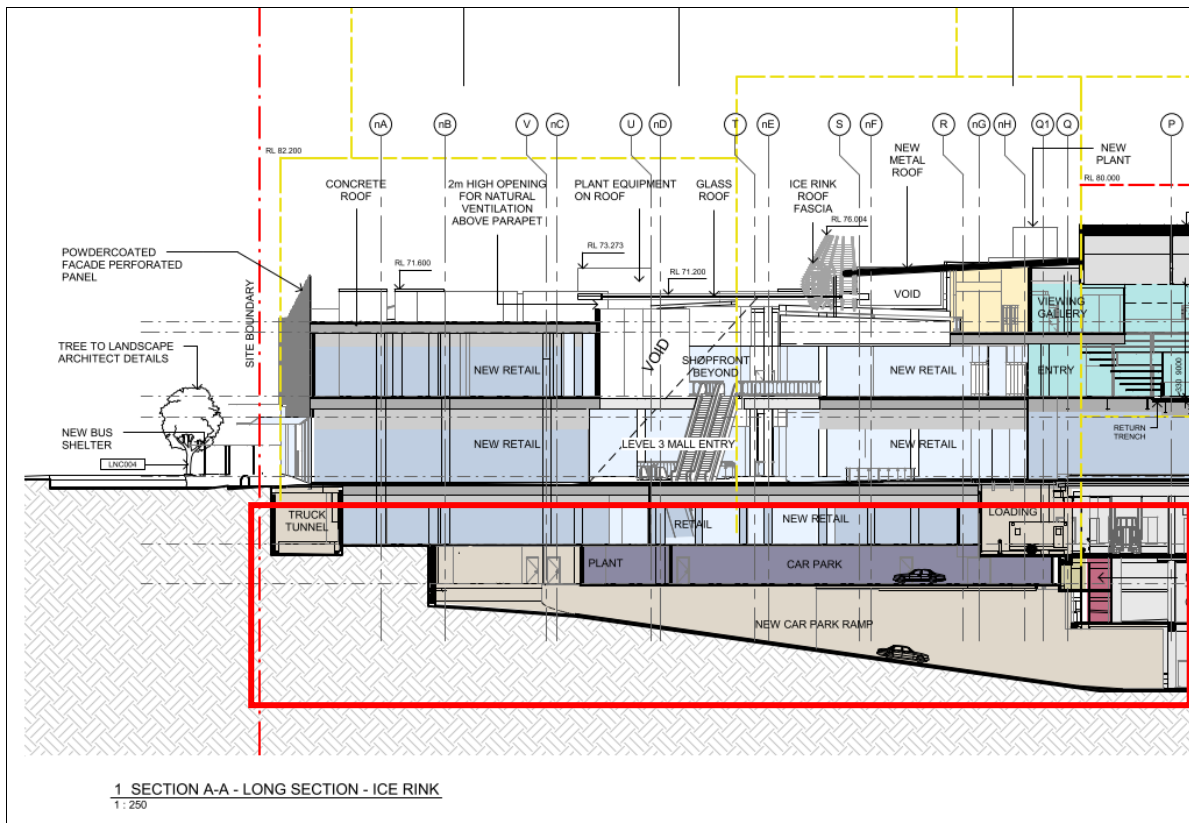 nA
nB
V
nC
U
nD
T
nE
S
nF
R
nG
nH
Q1
Q
P
RL 82.200
NEW
METAL
ROOF
NEW
PLANT
RL 80.000
CONCRETE
ROOF
2m HIGH OPENING
FOR NATURAL
VENTILATION
ABOVE PARAPET
PLANT EQUIPMENT
ON ROOF
GLASS
ROOF
ICE RINK
ROOF
FASCIA
RL 76.004
POWDERCOATED
FACADE PERFORATED
PANEL
RL 73.273
RL 71.600
RL 71.200
SITE BOUNDARY
VOID
VIEWING
GALLERY
TREE TO LANDSCAPE
ARCHITECT DETAILS
NEW RETAIL
VOID
SHOPFRONT
BEYOND
NEW RETAIL
ENTRY
9000
NEW BUS
SHELTER
LNC004
NEW RETAIL
LEVEL 3 MALL ENTRY
NEW RETAIL
RETURN
TRENCH
TRUCK
TUNNEL
RETAIL
NEW RETAIL
LOADING
L
PLANT
CAR PARK
NEW CAR PARK RAMP
1 SECTION A-A - LONG SECTION - ICE RINK
1 : 250